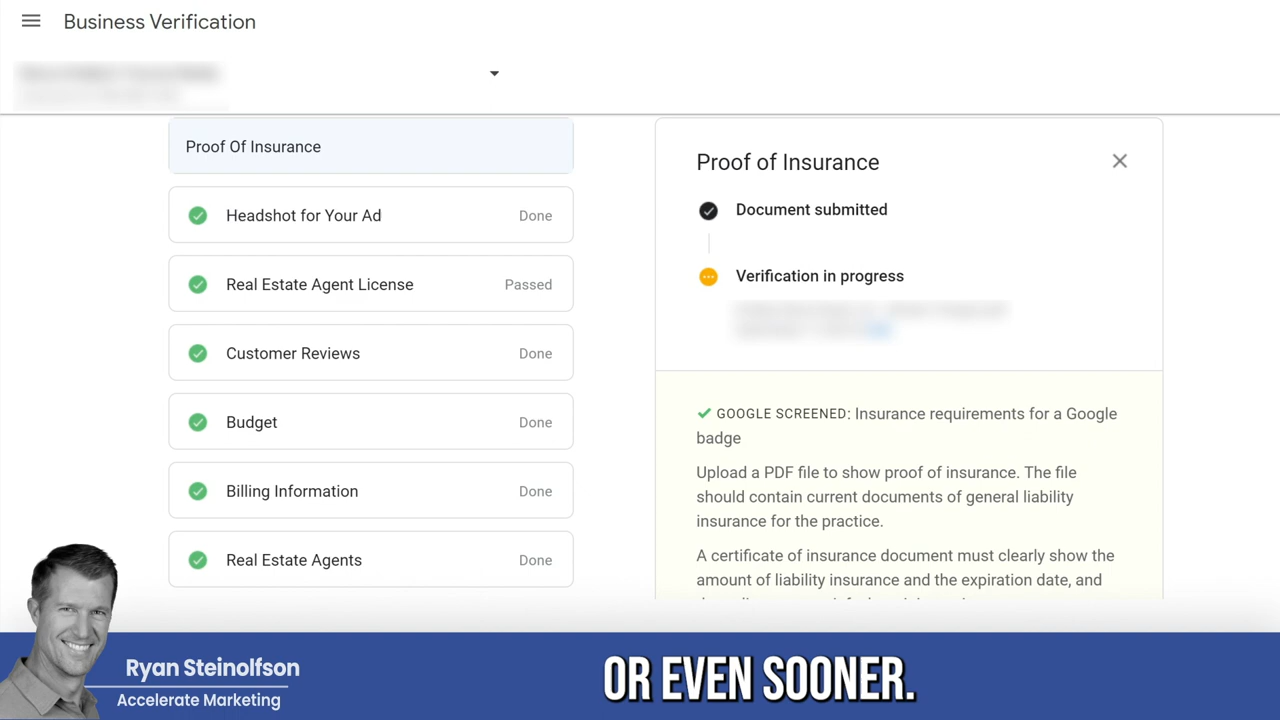 Business Verification
Proof Of Insurance
Headshot for Your Ad Done
Real Estate Agent License Passed
Customer Reviews Done
Budget Done
Billing Information Done
Real Estate Agents Done
Proof of Insurance
Document submitted
Verification in progress
GOOGLE SCREENED: Insurance requirements for a Google
badge
Upload a PDF file to show proof of insurance. The file
should contain current documents of general liability
insurance for the practice.
A certificate of insurance document must clearly show the
amount of liability insurance and the expiration date, and
Ryan Steinolfson
Accelerate Marketing
OR EVEN SOONER.